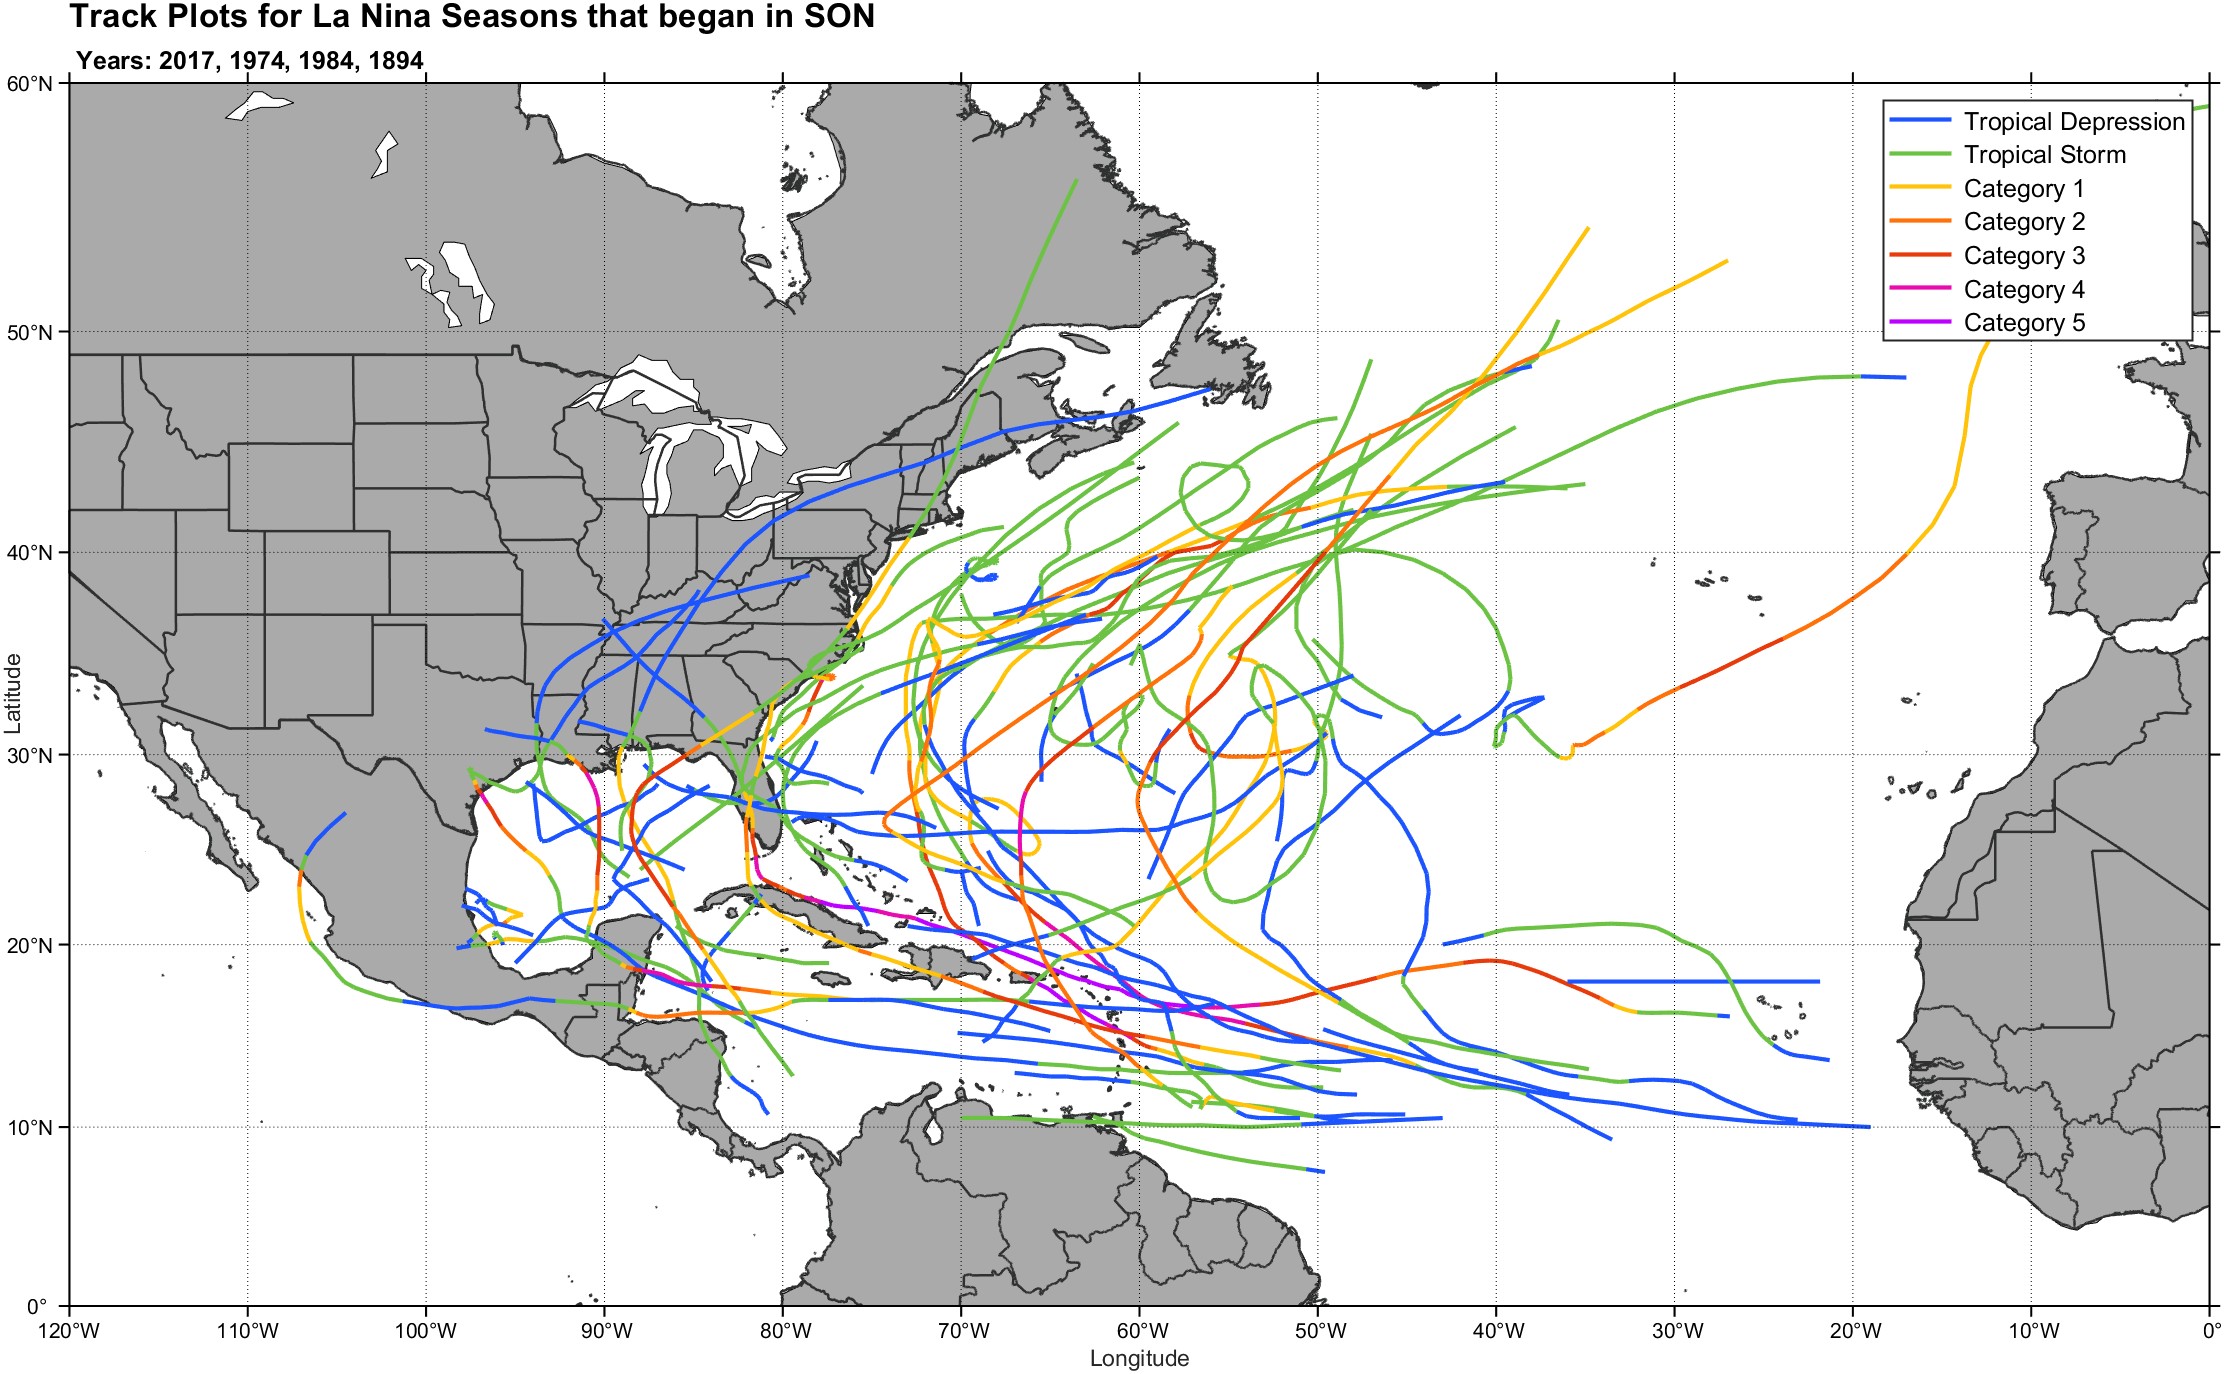 Track Plots for La Nina Seasons that began in SON
Years: 2017, 1974, 1984, 1894
60°N
50°N
40°N
30°N
20°N
10°N
0°
Latitude
Tropical Depression
Tropical Storm
Category 1
Category 2
Category 3
Category 4
Category 5
120°W 110°W 100°W 90°W 80°W 70°W 60°W 50°W 40°W 30°W 20°W 10°W 0°
Longitude